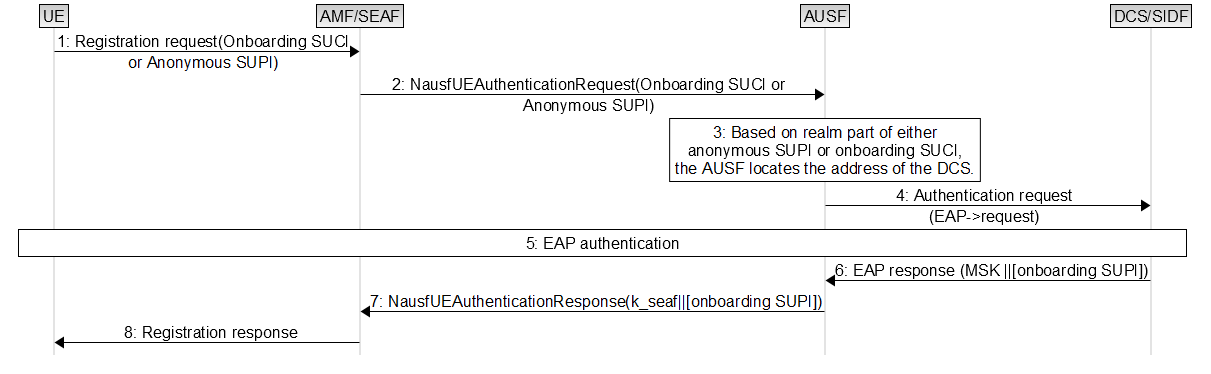 UE
AMF/SEAF
AUSF
DCS/SIDF
1: Registration request(Onboarding SUCI
or Anonymous SUPI)
2: NausfUEAuthenticationRequest(Onboarding SUCI or
Anonymous SUPI)
3: Based on realm part of either
anonymous SUPI or onboarding SUCI,
the AUSF locates the address of the DCS.
4: Authentication request
(EAP->request)
5: EAP authentication
6: EAP response (MSK ||[onboarding SUPI])
7: NausfUEAuthenticationResponse(k_seaf||[onboarding SUPI])
8: Registration response